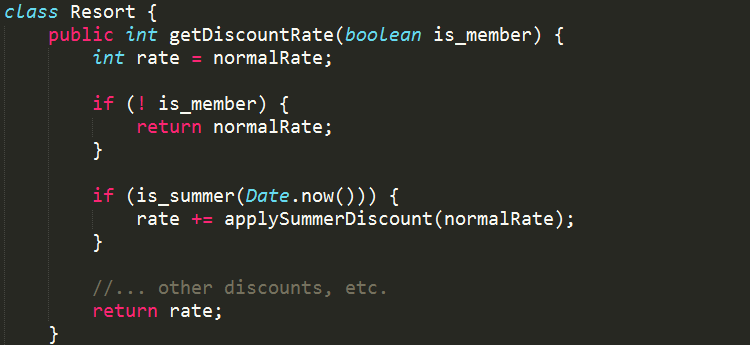 class Resort {
    public int getDiscountRate(boolean is_member) {
        int rate = normalRate;
        if (! is_member) {
            return normalRate;
        }
        if (is_summer(Date.now())) {
            rate += applySummerDiscount(normalRate);
        }
        //... other discounts, etc.
        return rate;
    }